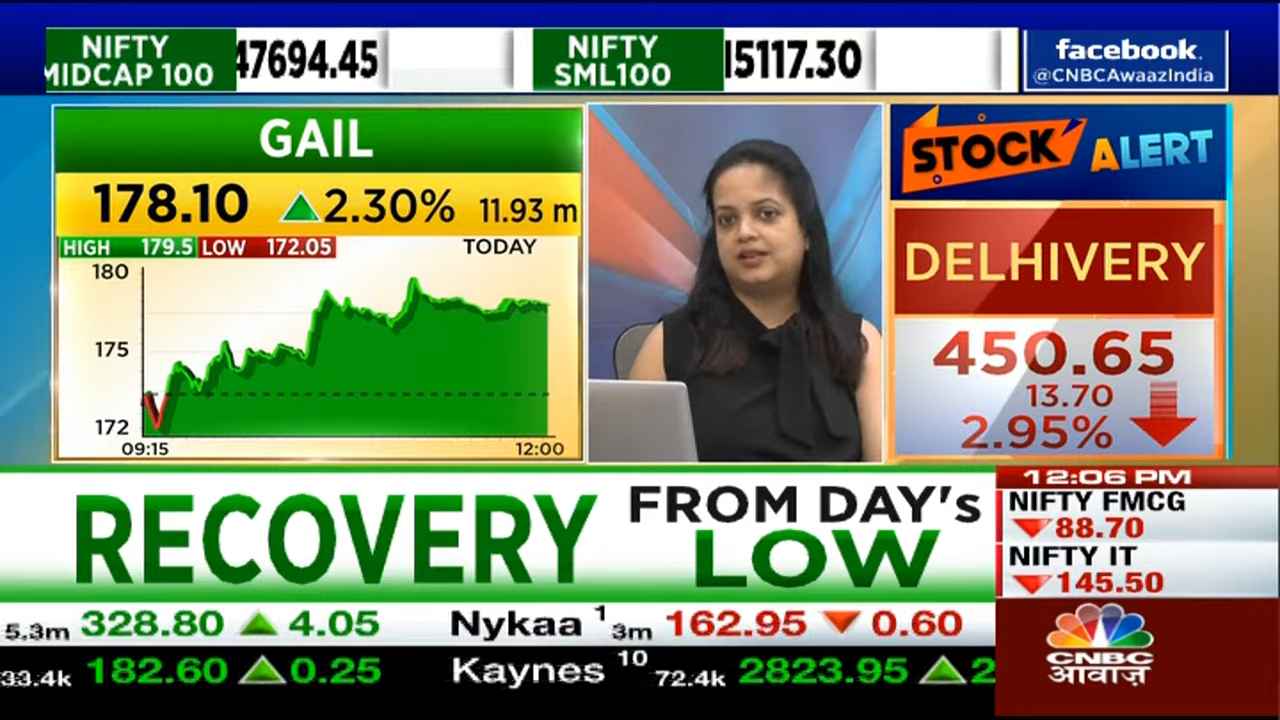 NIFTY
MIDCAP 100
47694.45
NIFTY
SML100
15117.30
facebook.
@CNBCAwaazIndia
GAIL
178.10 ▲ 2.30% 11.93 m
HIGH 179.5 LOW 172.05 TODAY
180
175
172
09:15 12:00
STOCK ALERT
DELHIVERY
450.65
13.70
2.95%
RECOVERY
FROM DAY's
LOW
12:06 PM
NIFTY FMCG
▼88.70
NIFTY IT
▼145.50
5.3m 328.80 ▲ 4.05 Nykaa 1 3m 162.95 ▼ 0.60
33.4k 182.60 ▲ 0.25 Kaynes 10 72.4k 2823.95 ▲ 2
CNBC
आवाज़